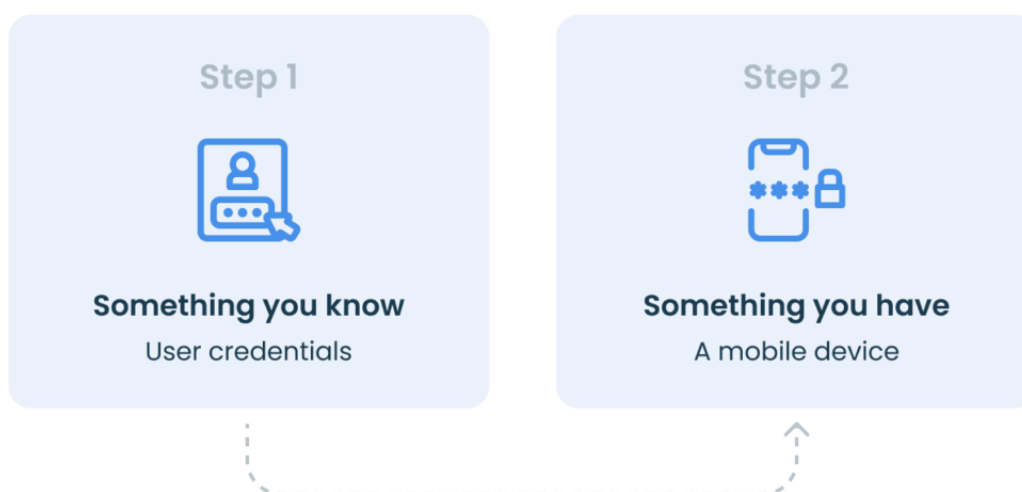 Step 1
Something you know
User credentials
Step 2
***
Something you have
A mobile device